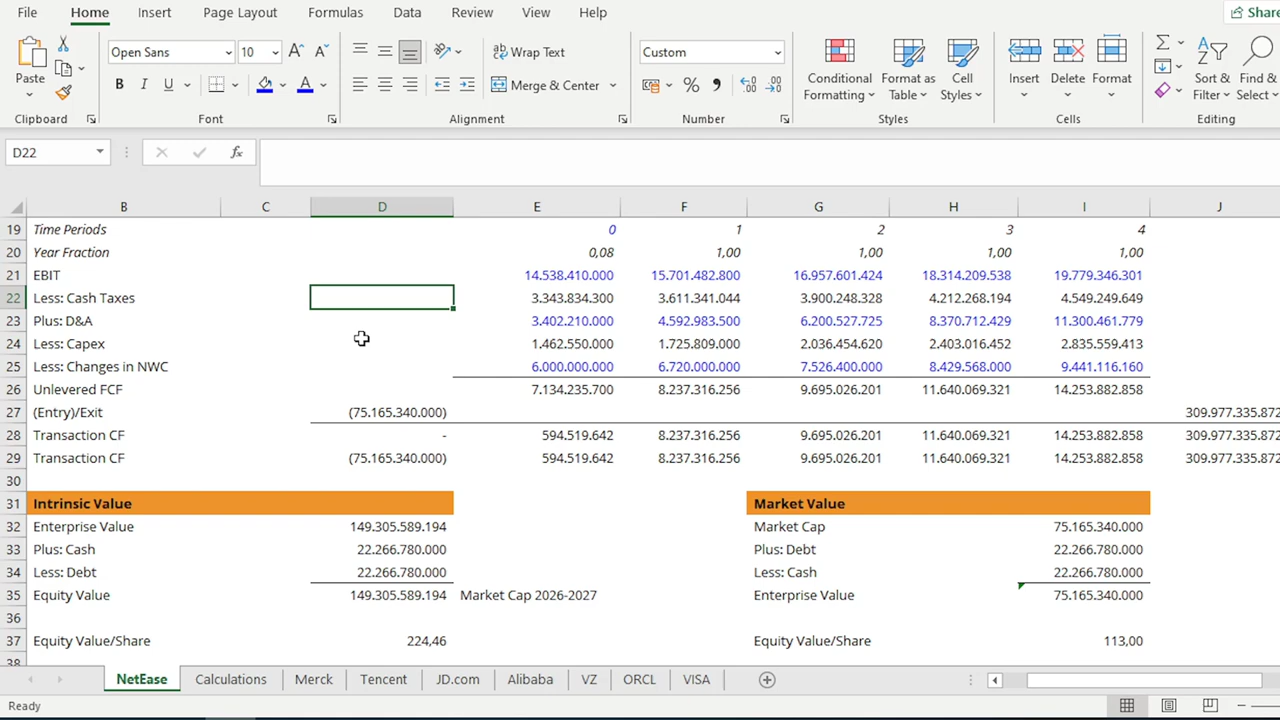 File Home Insert Page Layout Formulas Data Review View Help Share
Open Sans 10 Wrap Text Custom
Paste B I U Merge & Center % Conditional Formatting Format as Table Cell Styles Insert Delete Format Sort & Filter Find & Select
Clipboard Font Alignment Number Styles Cells Editing
D22 fx
B C D E F G H I J
19 Time Periods 0 1 2 3 4
20 Year Fraction 0,08 1,00 1,00 1,00 1,00
21 EBIT 14.538.410.000 15.701.482.800 16.957.601.424 18.314.209.538 19.779.346.301
22 Less: Cash Taxes 3.343.834.300 3.611.341.044 3.900.248.328 4.212.268.194 4.549.249.649
23 Plus: D&A 3.402.210.000 4.592.983.500 6.200.527.725 8.370.712.429 11.300.461.779
24 Less: Capex 1.462.550.000 1.725.809.000 2.036.454.620 2.403.016.452 2.835.559.413
25 Less: Changes in NWC 6.000.000.000 6.720.000.000 7.526.400.000 8.429.568.000 9.441.116.160
26 Unlevered FCF 7.134.235.700 8.237.316.256 9.695.026.201 11.640.069.321 14.253.882.858
27 (Entry)/Exit (75.165.340.000) 309.977.335.872
28 Transaction CF - 594.519.642 8.237.316.256 9.695.026.201 11.640.069.321 14.253.882.858 309.977.335.872
29 Transaction CF (75.165.340.000) 594.519.642 8.237.316.256 9.695.026.201 11.640.069.321 14.253.882.858 309.977.335.872
30
31 Intrinsic Value Market Value
32 Enterprise Value 149.305.589.194 Market Cap 75.165.340.000
33 Plus: Cash 22.266.780.000 Plus: Debt 22.266.780.000
34 Less: Debt 22.266.780.000 Less: Cash 22.266.780.000
35 Equity Value 149.305.589.194 Market Cap 2026-2027 Enterprise Value 75.165.340.000
36
37 Equity Value/Share 224,46 Equity Value/Share 113,00
38
NetEase Calculations Merck Tencent JD.com Alibaba VZ ORCL VISA
Ready